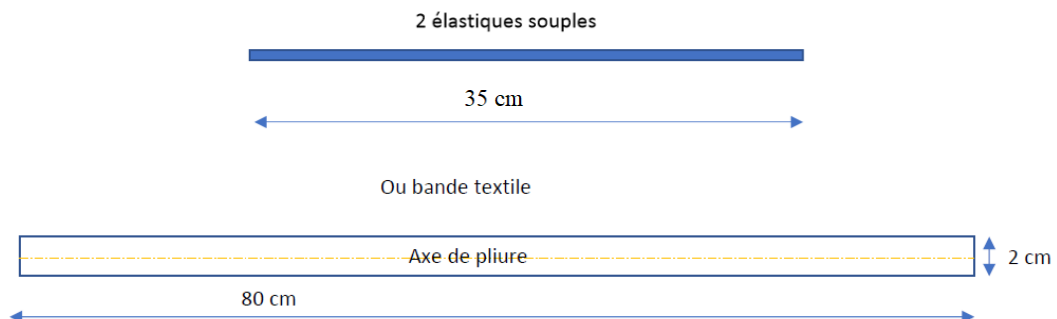 2 élastiques souples
35 cm
Ou bande textile
Axe de pliure
2 cm
80 cm